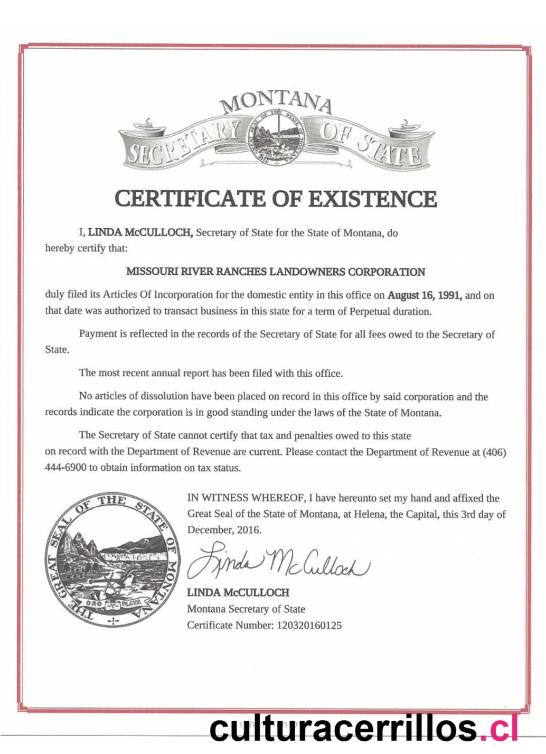 MONTANA
SECRETARY OF STATE
CERTIFICATE OF EXISTENCE
I, LINDA McCULLOCH, Secretary of State for the State of Montana, do
hereby certify that:
MISSOURI RIVER RANCHES LANDOWNERS CORPORATION
duly filed its Articles Of Incorporation for the domestic entity in this office on August 16, 1991, and on
that date was authorized to transact business in this state for a term of Perpetual duration.
Payment is reflected in the records of the Secretary of State for all fees owed to the Secretary of
State.
The most recent annual report has been filed with this office.
No articles of dissolution have been placed on record in this office by said corporation and the
records indicate the corporation is in good standing under the laws of the State of Montana.
The Secretary of State cannot certify that tax and penalties owed to this state
on record with the Department of Revenue are current. Please contact the Department of Revenue at (406)
444-6900 to obtain information on tax status.
THE GREAT SEAL OF THE STATE OF MONTANA
ORO Y PLATA
IN WITNESS WHEREOF, I have hereunto set my hand and affixed the
Great Seal of the State of Montana, at Helena, the Capital, this 3rd day of
December, 2016.
Linda McCulloch
LINDA McCULLOCH
Montana Secretary of State
Certificate Number: 120320160125
culturacerrillos.cl